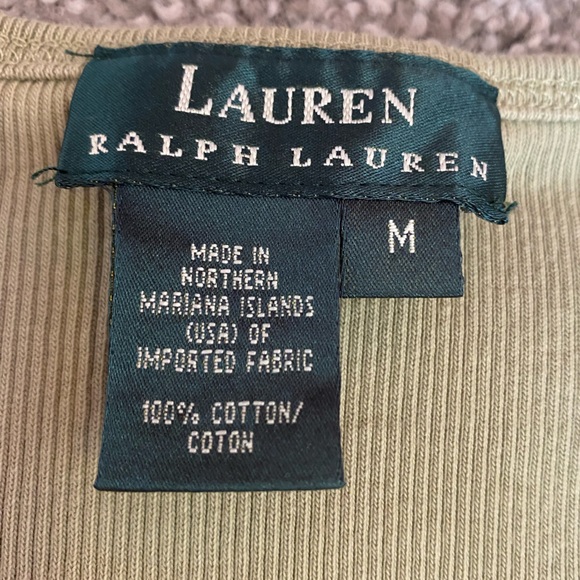 LAUREN
RALPH LAUREN
M
MADE IN
NORTHERN
MARIANA ISLANDS
(USA) OF
IMPORTED FABRIC
100% COTTON/
COTON